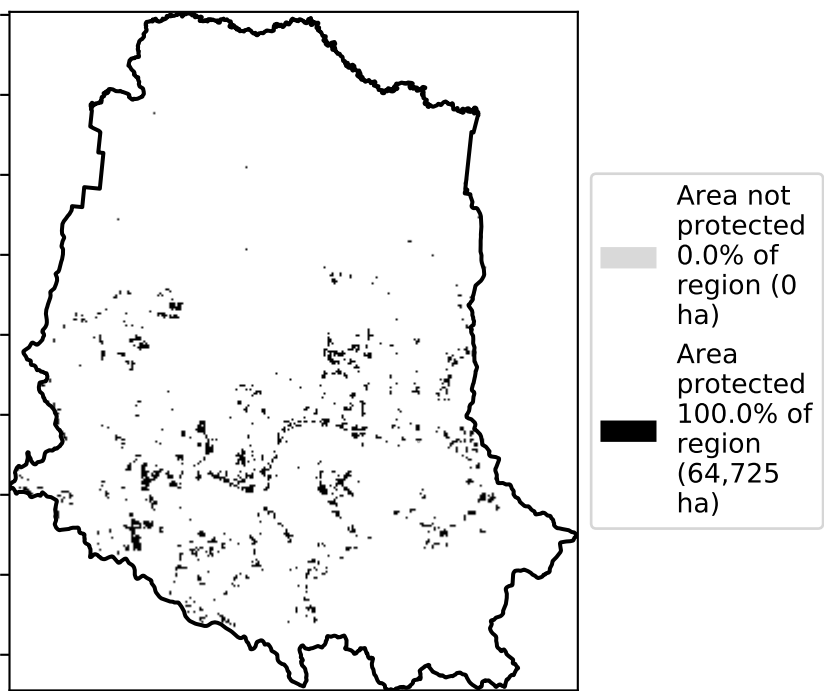 Area not
protected
0.0% of
region (0
ha)
Area
protected
100.0% of
region
(64,725
ha)